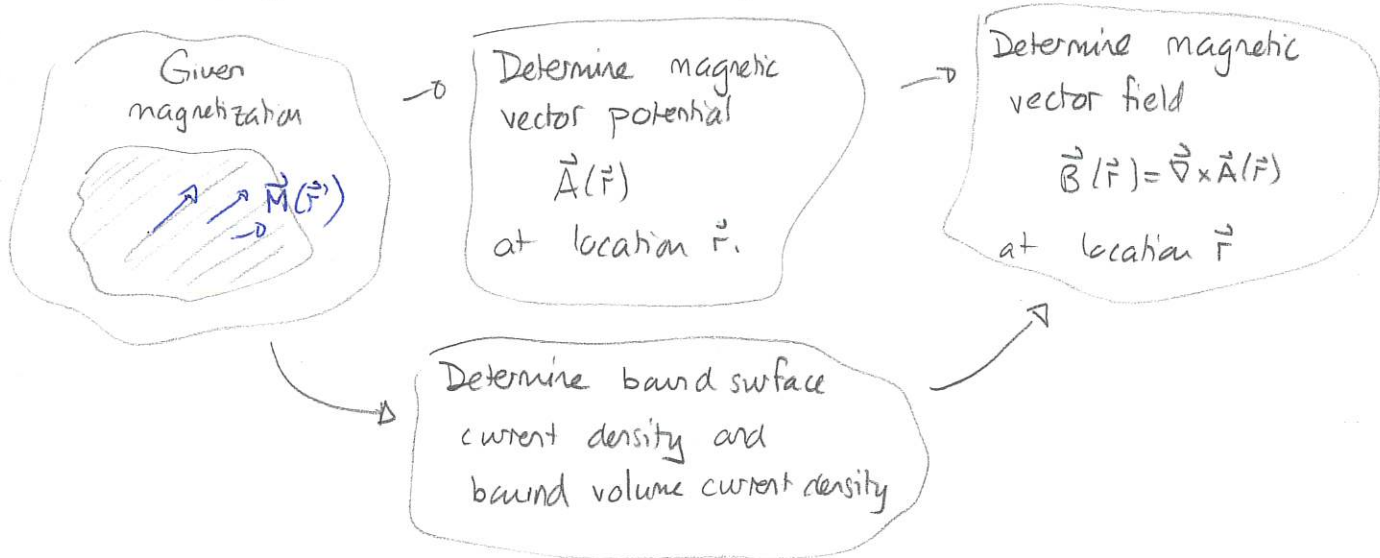 Given
magnetization
M⃗(r⃗')
Determine magnetic
vector potential
A⃗(r⃗)
at location r⃗.
Determine magnetic
vector field
B⃗(r⃗) = ∇⃗ × A⃗(r⃗)
at location r⃗
Determine bound surface
current density and
bound volume current density